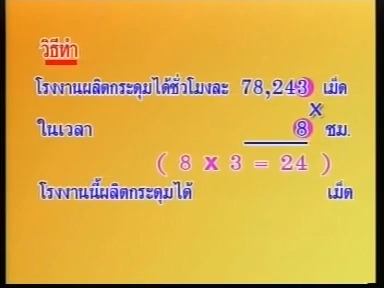 วิธีทำ
โรงงานผลิตกระดุมได้ชั่วโมงละ 78,243 เม็ด
x
ในเวลา 8 ชม.
( 8 x 3 = 24 )
โรงงานนี้ผลิตกระดุมได้ เม็ด